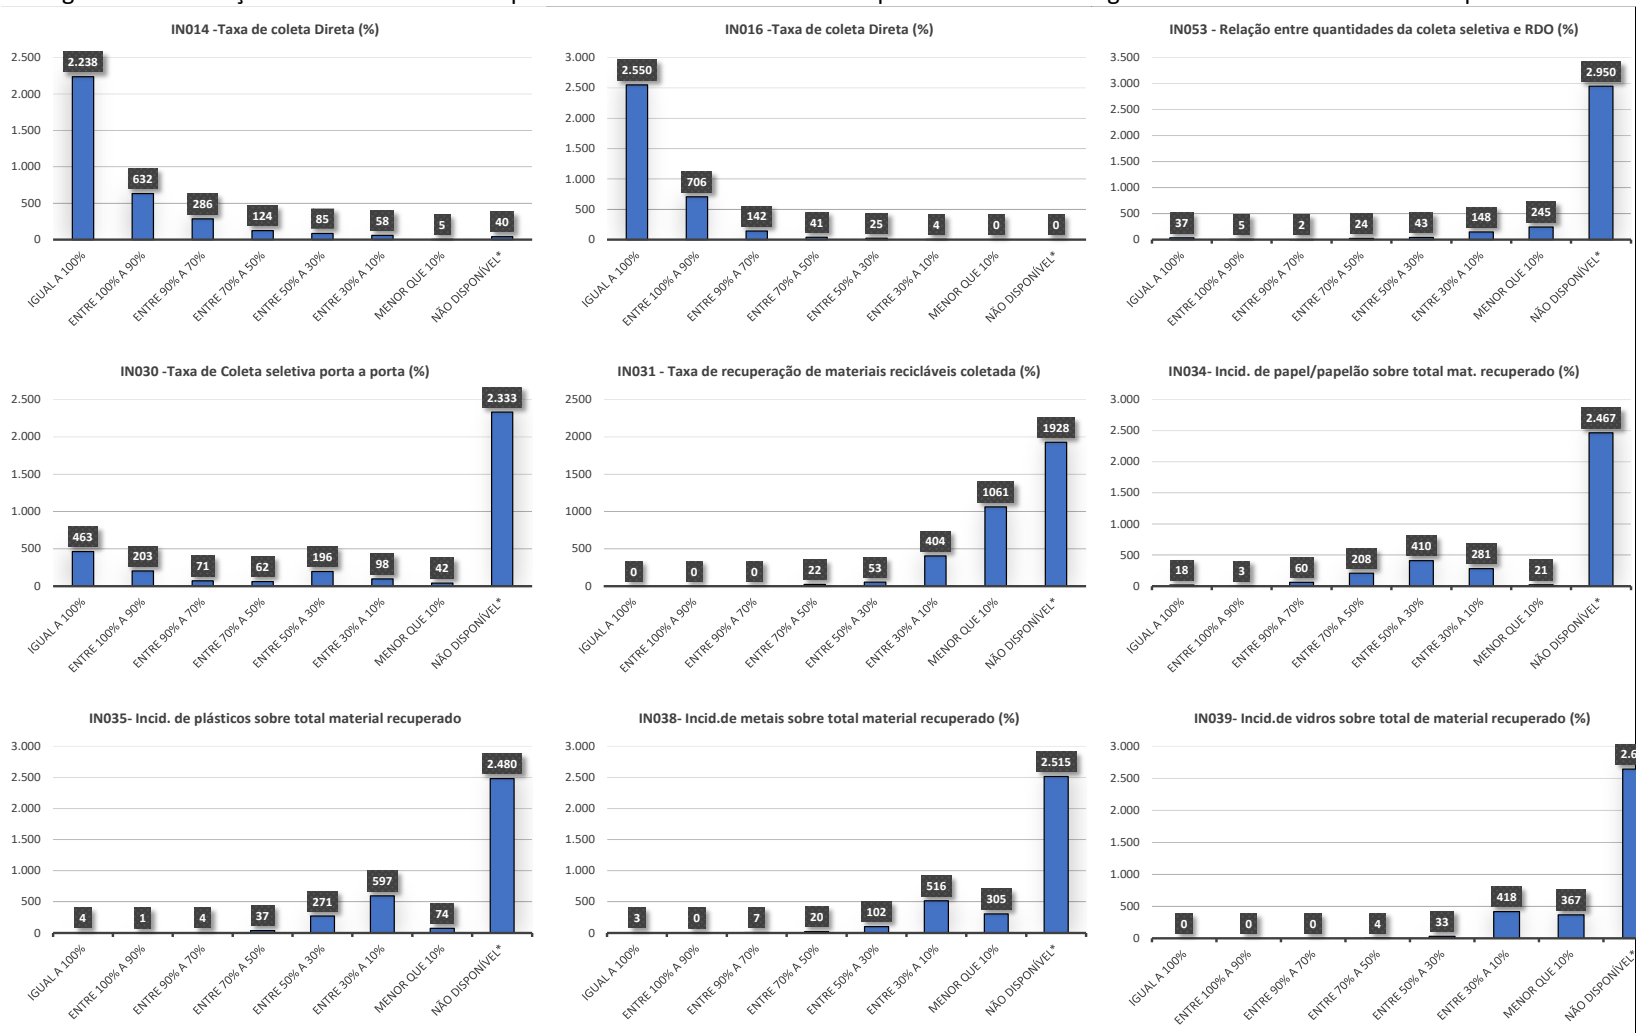 IN014 -Taxa de coleta Direta (%)
2.500
2.000
1.500
1.000
500
0
2.238
632
286
124
85
58
5
40
IGUAL A 100%
ENTRE 100% A 90%
ENTRE 90% A 70%
ENTRE 70% A 50%
ENTRE 50% A 30%
ENTRE 30% A 10%
MENOR QUE 10%
NÃO DISPONÍVEL*
IN016 -Taxa de coleta Direta (%)
3.000
2.500
2.000
1.500
1.000
500
0
2.550
706
142
41
25
4
0
0
IGUAL A 100%
ENTRE 100% A 90%
ENTRE 90% A 70%
ENTRE 70% A 50%
ENTRE 50% A 30%
ENTRE 30% A 10%
MENOR QUE 10%
NÃO DISPONÍVEL*
IN053 - Relação entre quantidades da coleta seletiva e RDO (%)
3.500
3.000
2.500
2.000
1.500
1.000
500
0
37
5
2
24
43
148
245
2.950
IGUAL A 100%
ENTRE 100% A 90%
ENTRE 90% A 70%
ENTRE 70% A 50%
ENTRE 50% A 30%
ENTRE 30% A 10%
MENOR QUE 10%
NÃO DISPONÍVEL*
IN030 -Taxa de Coleta seletiva porta a porta (%)
2.500
2.000
1.500
1.000
500
0
463
203
71
62
196
98
42
2.333
IGUAL A 100%
ENTRE 100% A 90%
ENTRE 90% A 70%
ENTRE 70% A 50%
ENTRE 50% A 30%
ENTRE 30% A 10%
MENOR QUE 10%
NÃO DISPONÍVEL*
IN031 - Taxa de recuperação de materiais recicláveis coletada (%)
2500
2000
1500
1000
500
0
0
0
0
22
53
404
1061
1928
IGUAL A 100%
ENTRE 100% A 90%
ENTRE 90% A 70%
ENTRE 70% A 50%
ENTRE 50% A 30%
ENTRE 30% A 10%
MENOR QUE 10%
NÃO DISPONÍVEL*
IN034- Incid. de papel/papelão sobre total mat. recuperado (%)
3.000
2.500
2.000
1.500
1.000
500
0
18
3
60
208
410
281
21
2.467
IGUAL A 100%
ENTRE 100% A 90%
ENTRE 90% A 70%
ENTRE 70% A 50%
ENTRE 50% A 30%
ENTRE 30% A 10%
MENOR QUE 10%
NÃO DISPONÍVEL*
IN035- Incid. de plásticos sobre total material recuperado
3.000
2.500
2.000
1.500
1.000
500
0
4
1
4
37
271
597
74
2.480
IGUAL A 100%
ENTRE 100% A 90%
ENTRE 90% A 70%
ENTRE 70% A 50%
ENTRE 50% A 30%
ENTRE 30% A 10%
MENOR QUE 10%
NÃO DISPONÍVEL*
IN038- Incid.de metais sobre total material recuperado (%)
3.000
2.500
2.000
1.500
1.000
500
0
3
0
7
20
102
516
305
2.515
IGUAL A 100%
ENTRE 100% A 90%
ENTRE 90% A 70%
ENTRE 70% A 50%
ENTRE 50% A 30%
ENTRE 30% A 10%
MENOR QUE 10%
NÃO DISPONÍVEL*
IN039- Incid.de vidros sobre total de material recuperado (%)
3.000
2.500
2.000
1.500
1.000
500
0
0
0
0
4
33
418
367
2.6
IGUAL A 100%
ENTRE 100% A 90%
ENTRE 90% A 70%
ENTRE 70% A 50%
ENTRE 50% A 30%
ENTRE 30% A 10%
MENOR QUE 10%
NÃO DISPONÍVEL*